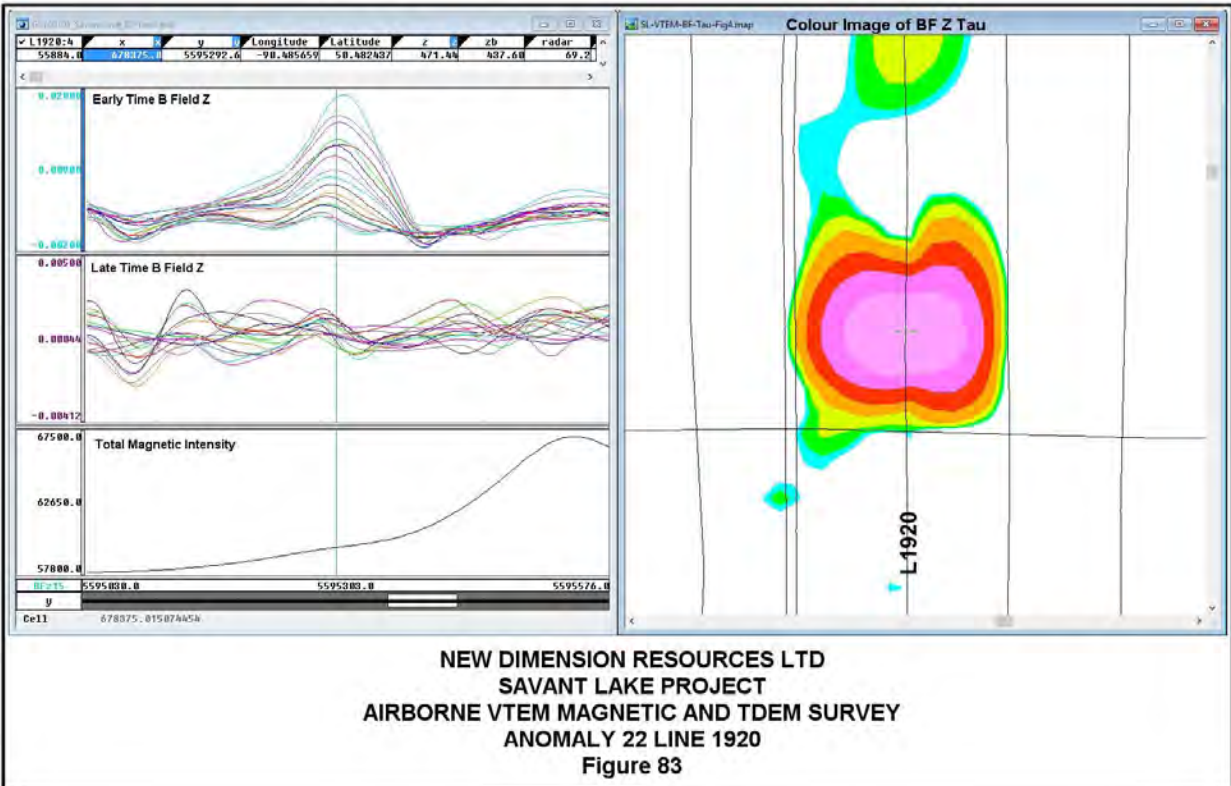 L1920:4 x y Longitude Latitude z zb radar
55884.0 678375.0 5595292.6 -90.485659 50.482437 471.44 437.60 69.2
Early Time B Field Z
Late Time B Field Z
0.00500
0.00044
-0.00412
Total Magnetic Intensity
67500.0
62650.0
57800.0
5595030.0 5595303.0 5595576.0
y
Cell
SL-VTEM-BF-Tau-FigA.map
Colour Image of BF Z Tau
L1920
NEW DIMENSION RESOURCES LTD
SAVANT LAKE PROJECT
AIRBORNE VTEM MAGNETIC AND TDEM SURVEY
ANOMALY 22 LINE 1920
Figure 83